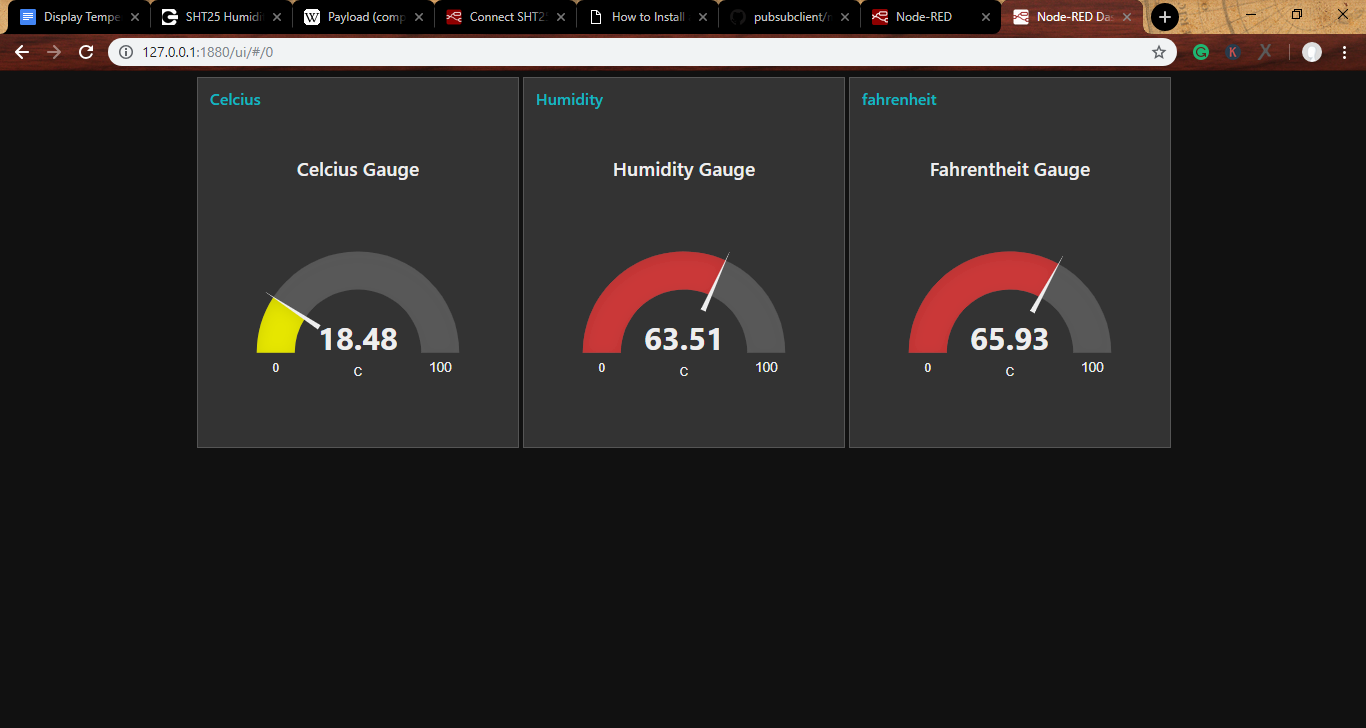 Display Tempe
SHT25 Humidi
Payload (comp
Connect SHT25
How to Install
pubsubclient/r
Node-RED
Node-RED Das
127.0.0.1:1880/ui/#/0
Celcius
Humidity
fahrenheit
Celcius Gauge
Humidity Gauge
Fahrentheit Gauge
18.48
0
C
100
63.51
0
C
100
65.93
0
C
100